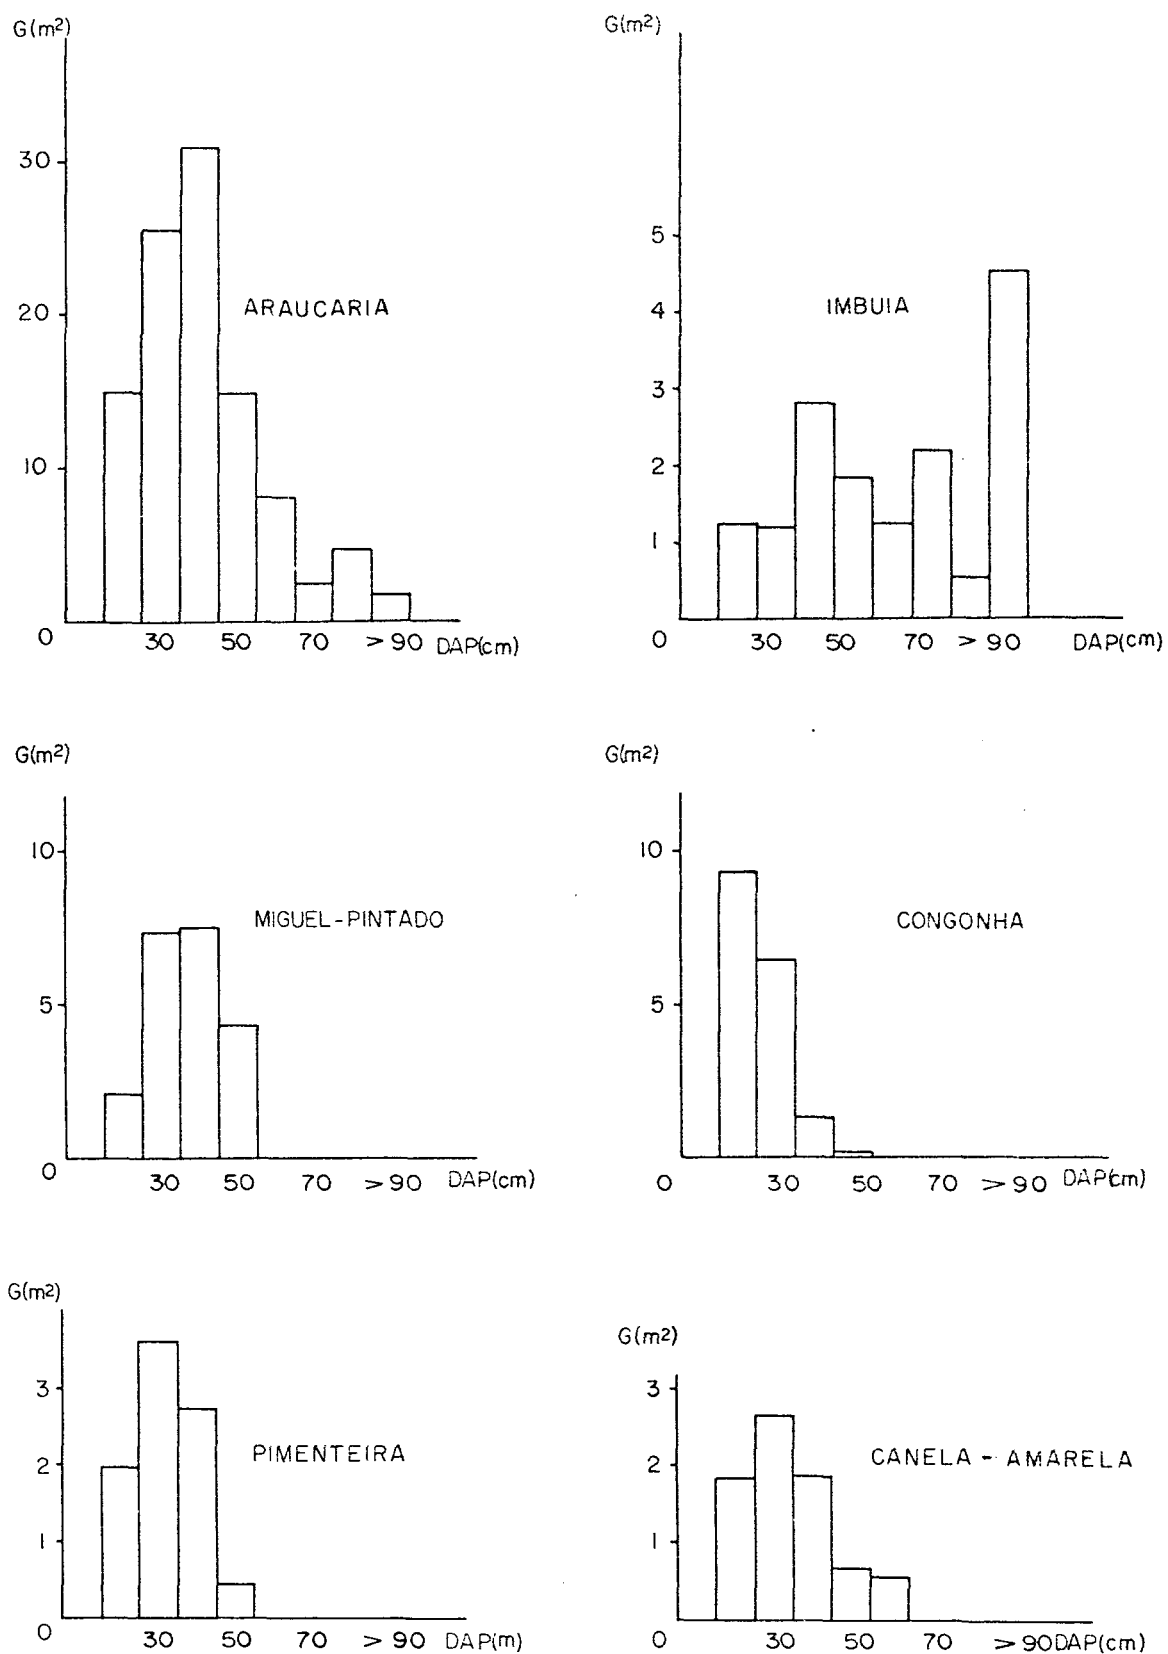 G(m²)
30
20
10
ARAUCARIA
0 30 50 70 > 90 DAP(cm)
G(m²)
5
4
3
2
1
IMBUIA
0 30 50 70 > 90 DAP(cm)
G(m²)
10
5
MIGUEL-PINTADO
0 30 50 70 > 90 DAP(cm)
G(m²)
10
5
CONGONHA
0 30 50 70 > 90 DAP(cm)
G(m²)
3
2
1
PIMENTEIRA
0 30 50 70 > 90 DAP(m)
G(m²)
3
2
1
CANELA - AMARELA
0 30 50 70 > 90 DAP(cm)